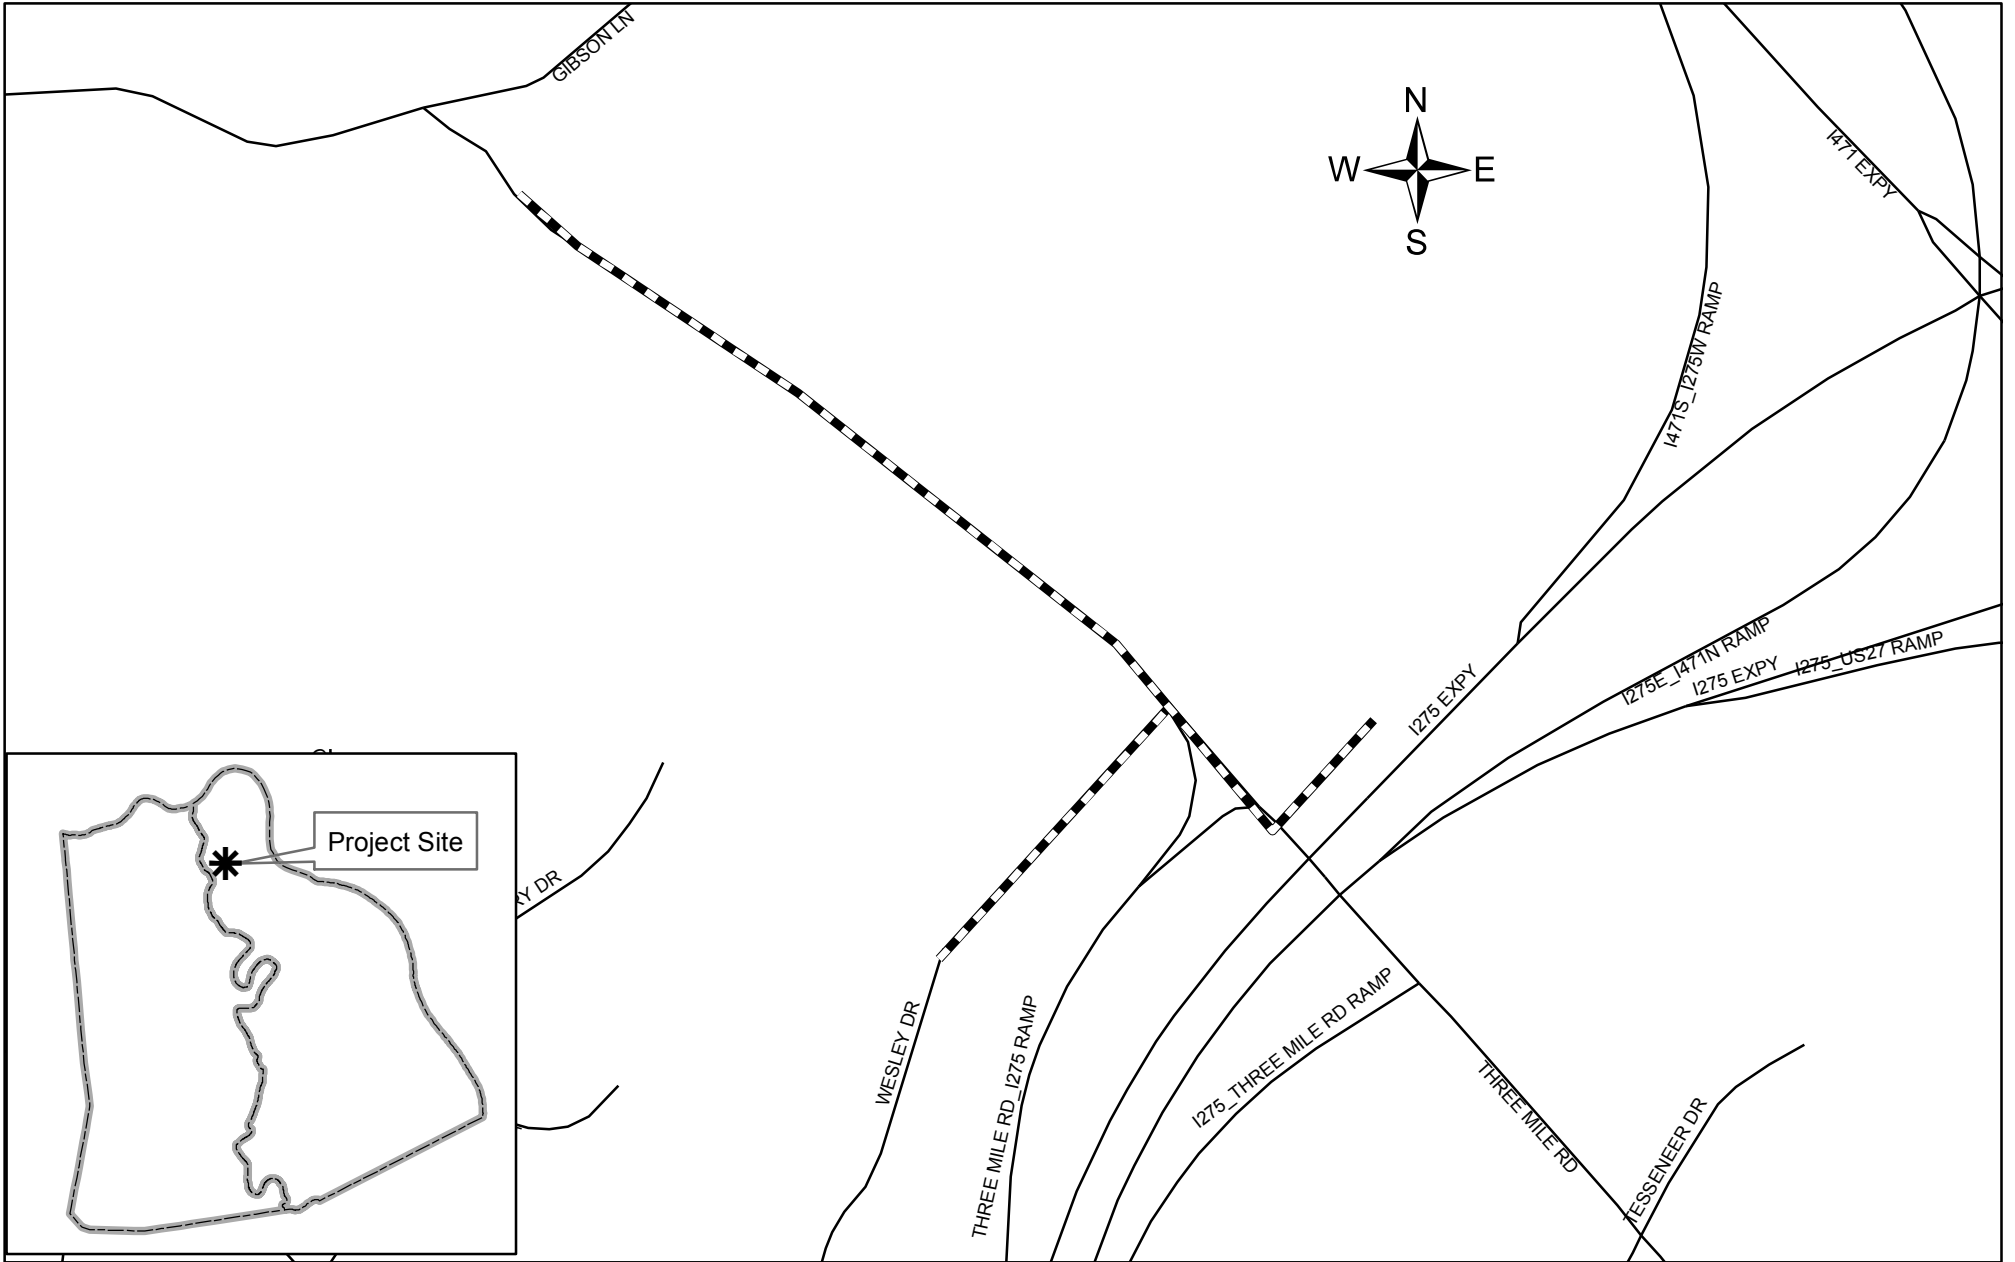 GIBSON LN
N
W
E
S
I471 EXPY
I471S_I275W RAMP
I275E_I471N RAMP
I275_US27 RAMP
I275 EXPY
I275 EXPY
Project Site
RY DR
WESLEY DR
THREE MILE RD_I275 RAMP
I275_THREE MILE RD RAMP
THREE MILE RD
TESSENEER DR